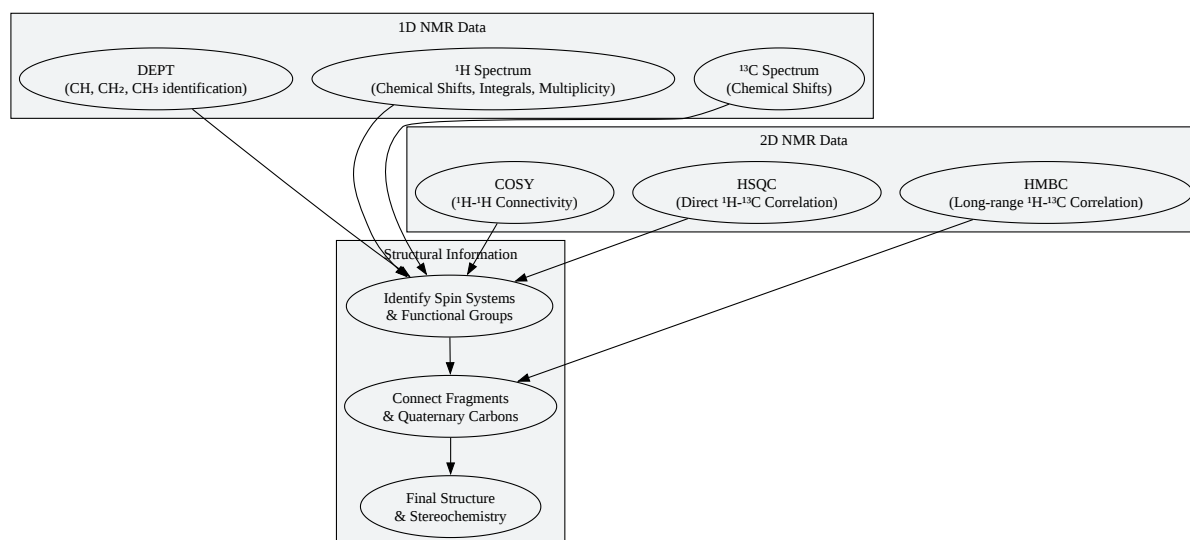 1D NMR Data
DEPT
(CH, CH₂, CH₃ identification)
¹H Spectrum
(Chemical Shifts, Integrals, Multiplicity)
¹³C Spectrum
(Chemical Shifts)
2D NMR Data
COSY
(¹H-¹H Connectivity)
HSQC
(Direct ¹H-¹³C Correlation)
HMBC
(Long-range ¹H-¹³C Correlation)
Structural Information
Identify Spin Systems
& Functional Groups
Connect Fragments
& Quaternary Carbons
Final Structure
& Stereochemistry